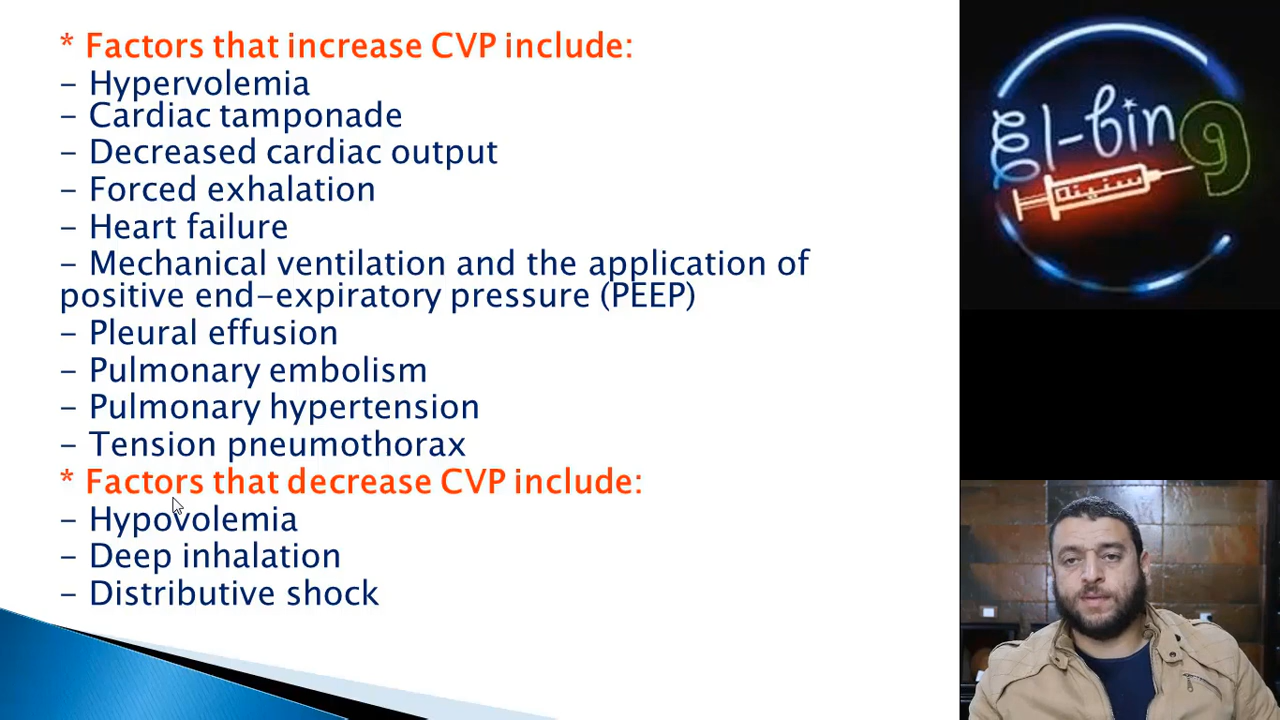 * Factors that increase CVP include:
- Hypervolemia
- Cardiac tamponade
- Decreased cardiac output
- Forced exhalation
- Heart failure
- Mechanical ventilation and the application of
positive end-expiratory pressure (PEEP)
- Pleural effusion
- Pulmonary embolism
- Pulmonary hypertension
- Tension pneumothorax
* Factors that decrease CVP include:
- Hypovolemia
- Deep inhalation
- Distributive shock
El-bin و
سنينه